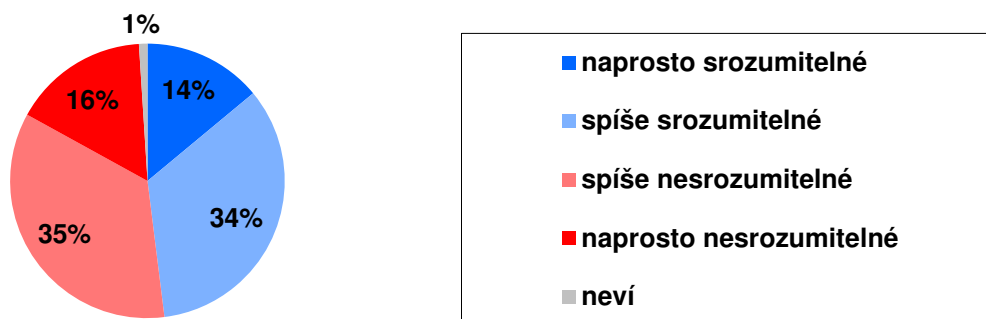 1%
14%
16%
34%
35%
naprosto srozumitelné
spíše srozumitelné
spíše nesrozumitelné
naprosto nesrozumitelné
neví